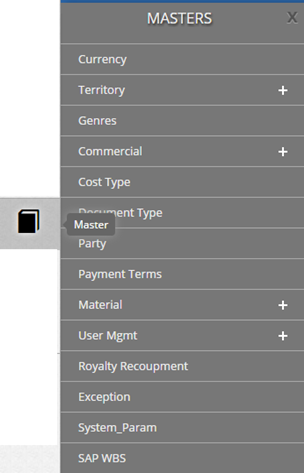 MASTERS X
Currency
Territory +
Genres
Commercial +
Cost Type
Document Type
Master
Party
Payment Terms
Material +
User Mgmt +
Royalty Recoupment
Exception
System_Param
SAP WBS